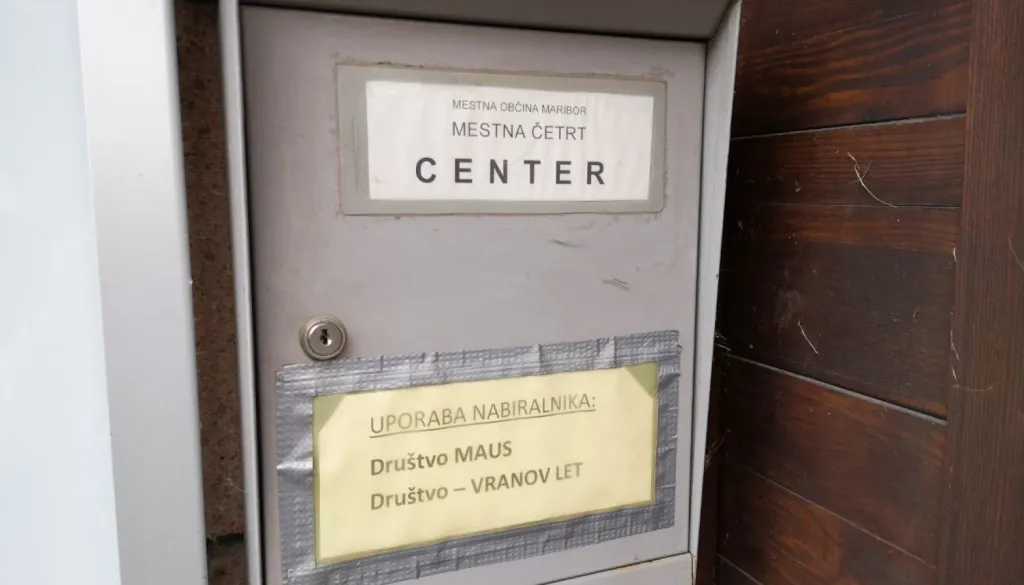 MESTNA OBČINA MARIBOR
MESTNA ČETRT
CENTER
UPORABA NABIRALNIKA:
Društvo MAUS
Društvo – VRANOV LET